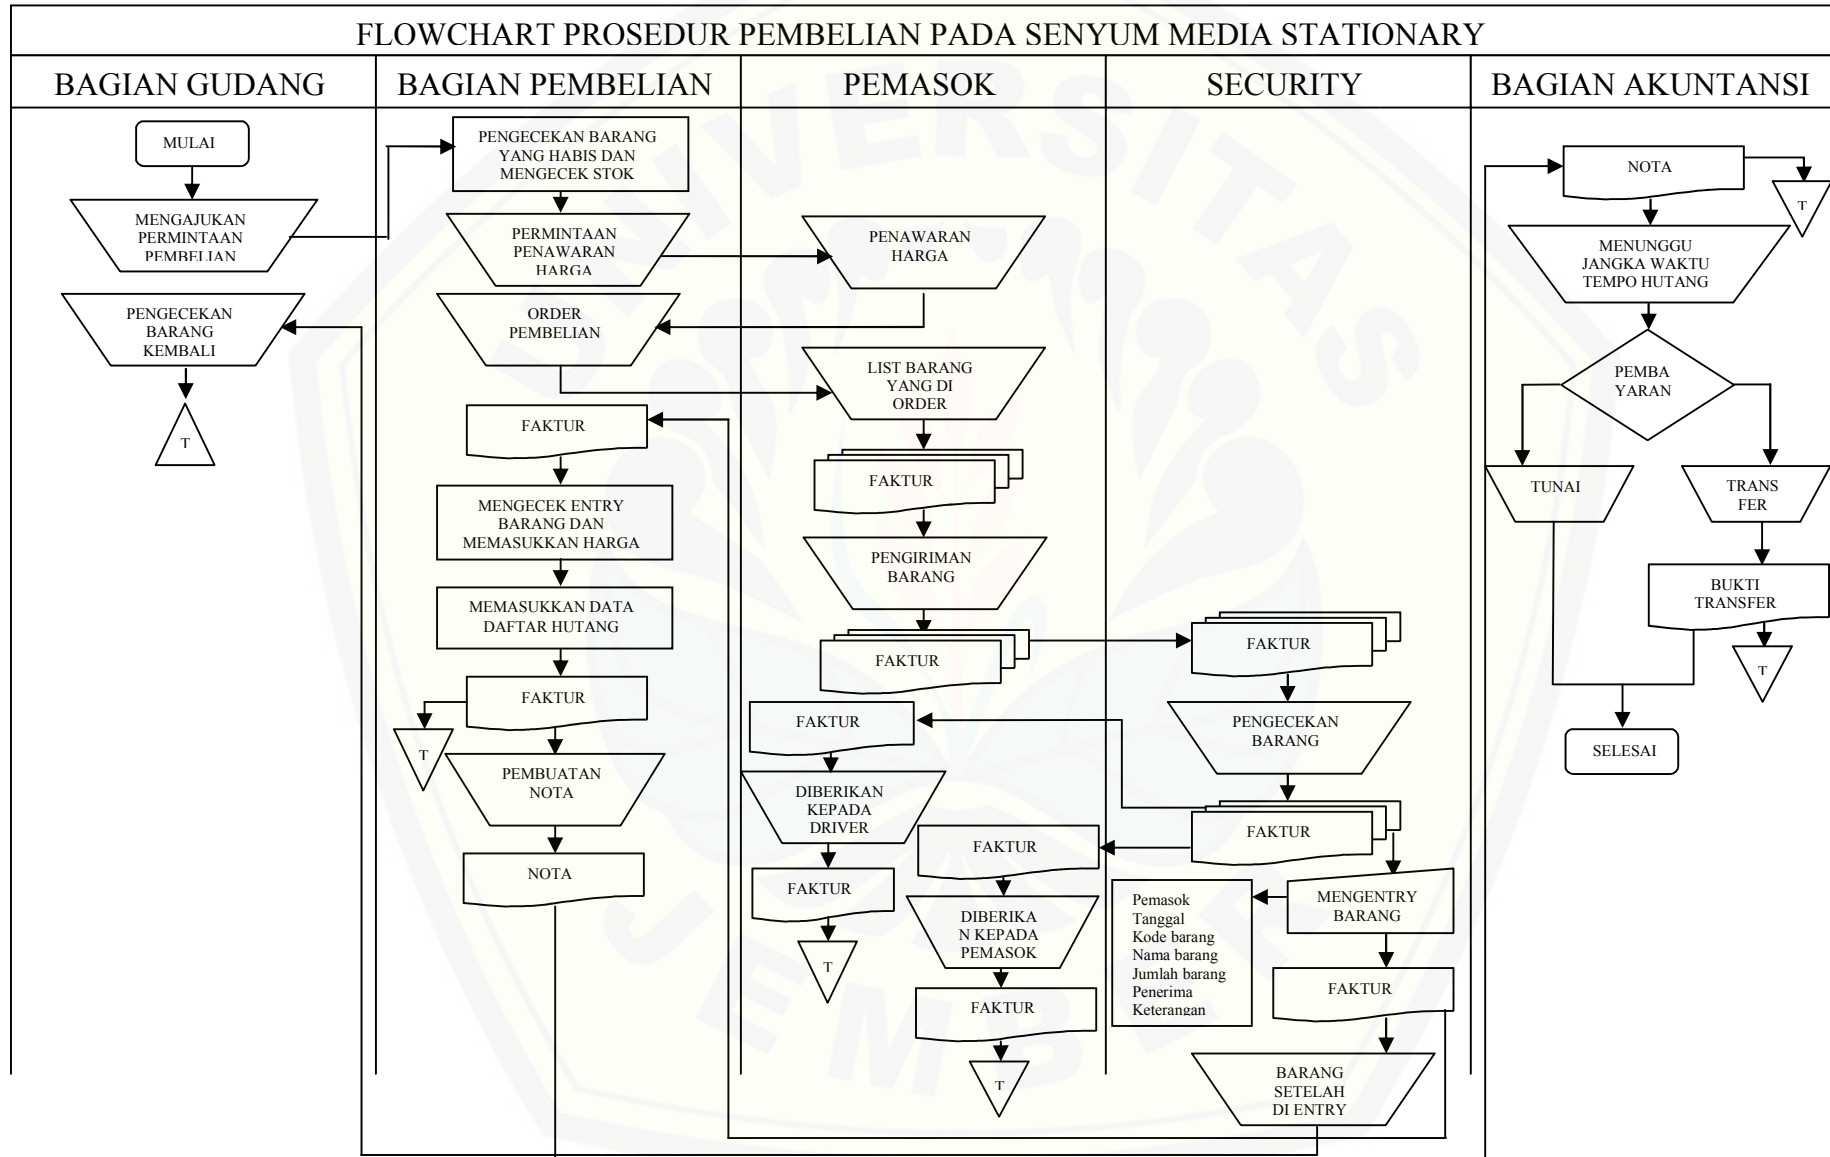 FLOWCHART PROSEDUR PEMBELIAN PADA SENYUM MEDIA STATIONARY
BAGIAN GUDANG
BAGIAN PEMBELIAN
PEMASOK
SECURITY
BAGIAN AKUNTANSI
MULAI
MENGAJUKAN
PERMINTAAN
PEMBELIAN
PENGECEKAN
BARANG
KEMBALI
T
PENGECEKAN BARANG
YANG HABIS DAN
MENGECEK STOK
PERMINTAAN
PENAWARAN
HARGA
ORDER
PEMBELIAN
FAKTUR
MENGECEK ENTRY
BARANG DAN
MEMASUKKAN HARGA
MEMASUKKAN DATA
DAFTAR HUTANG
FAKTUR
T
PEMBUATAN
NOTA
NOTA
PENAWARAN
HARGA
LIST BARANG
YANG DI
ORDER
FAKTUR
PENGIRIMAN
BARANG
FAKTUR
FAKTUR
DIBERIKAN
KEPADA
DRIVER
FAKTUR
T
FAKTUR
DIBERIKA
N KEPADA
PEMASOK
FAKTUR
T
FAKTUR
PENGECEKAN
BARANG
FAKTUR
MENGENTRY
BARANG
Pemasok
Tanggal
Kode barang
Nama barang
Jumlah barang
Penerima
Keterangan
FAKTUR
BARANG
SETELAH
DI ENTRY
NOTA
T
MENUNGGU
JANGKA WAKTU
TEMPO HUTANG
PEMBA
YARAN
TUNAI
TRANS
FER
BUKTI
TRANSFER
T
SELESAI
UNIVERSITAS
JEMBER